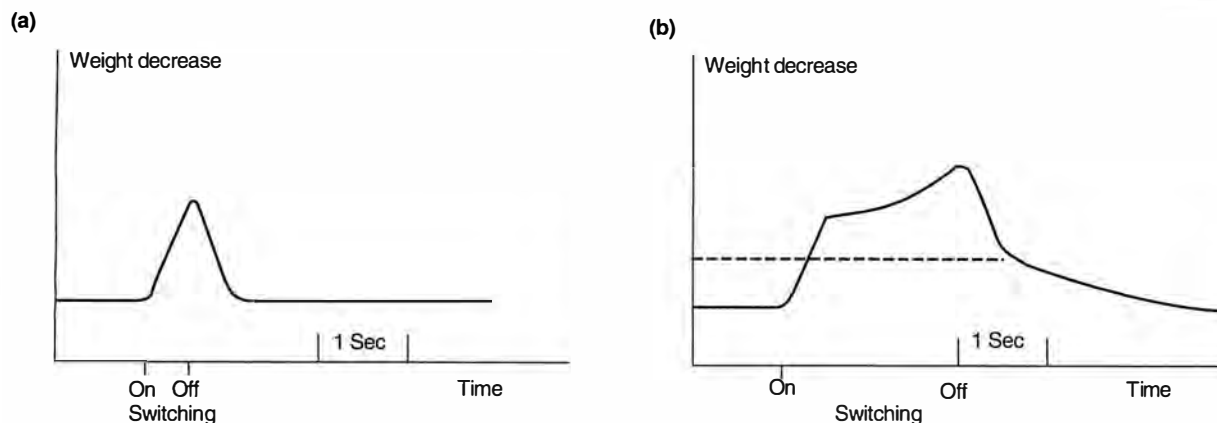 (a)
Weight decrease
1 Sec
On Off
Time
Switching
(b)
Weight decrease
1 Sec
On
Off
Time
Switching